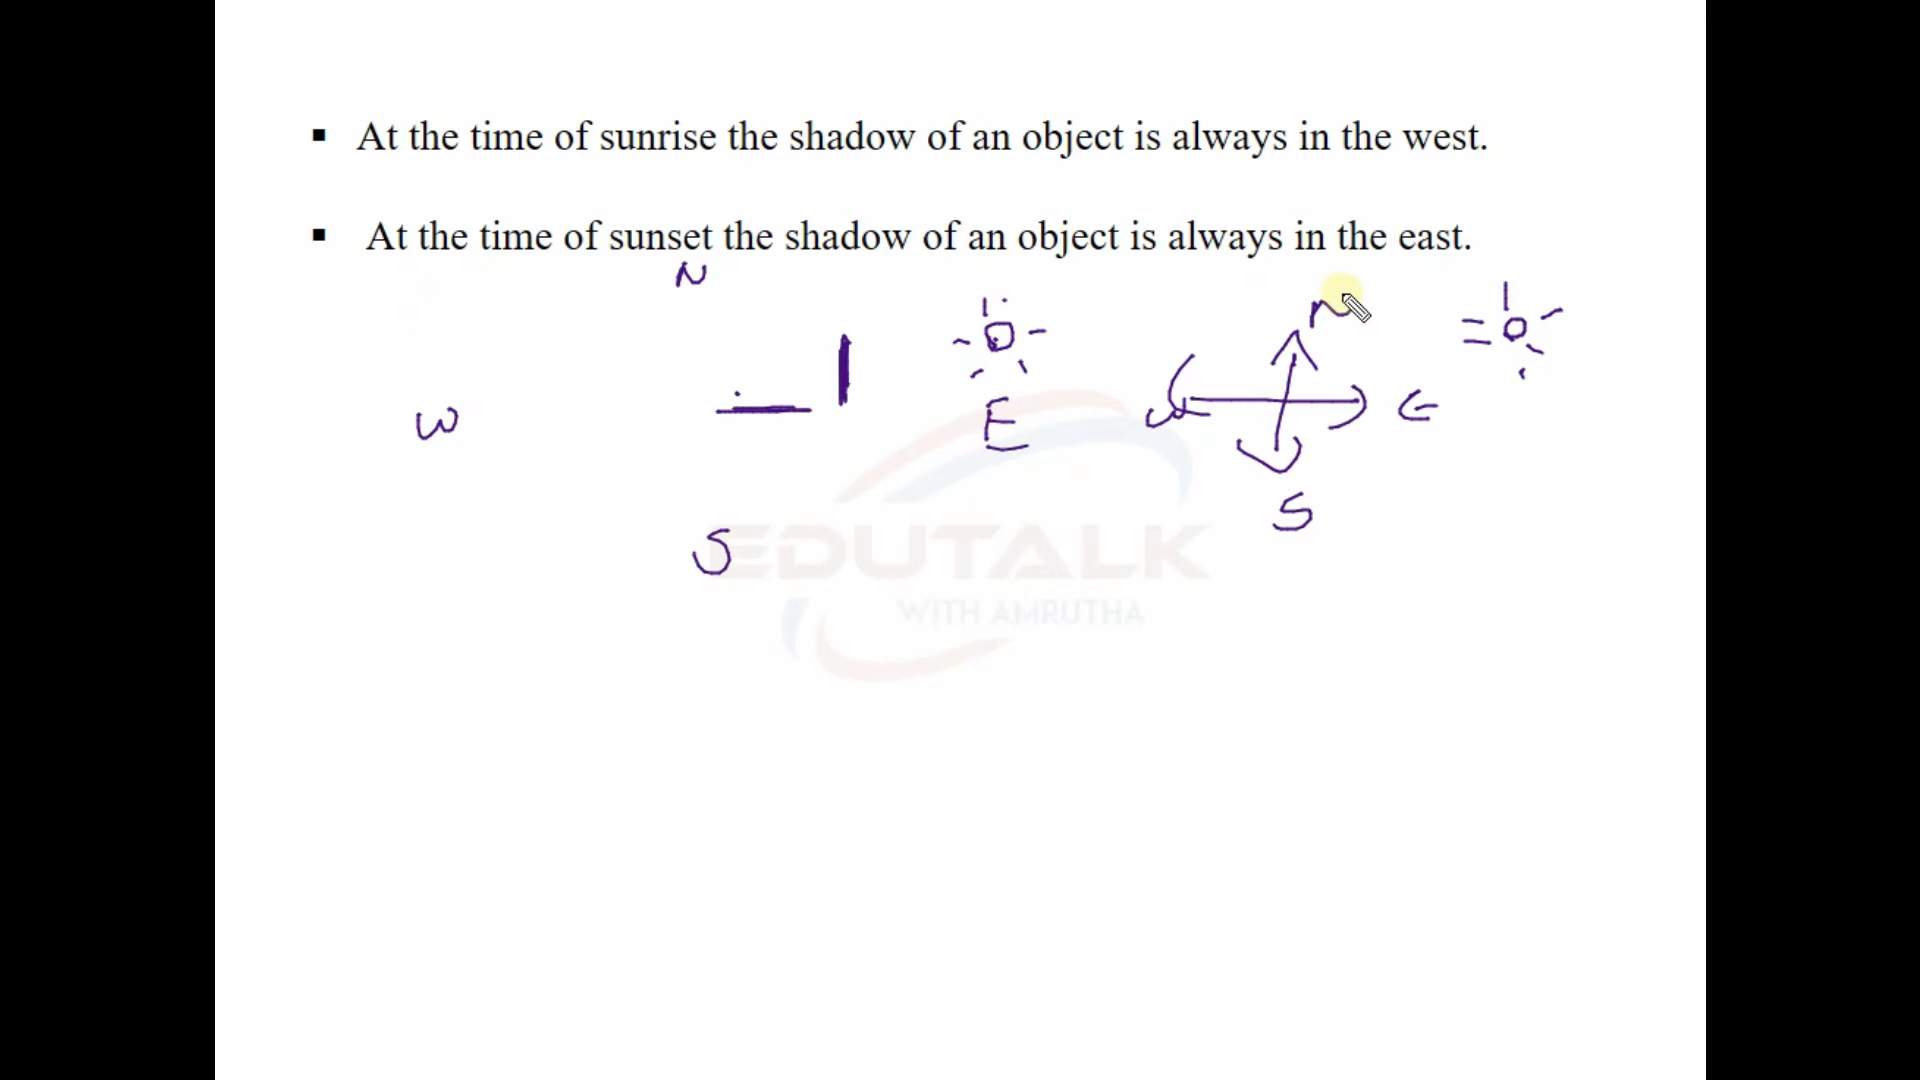 ▪ At the time of sunrise the shadow of an object is always in the west.
▪ At the time of sunset the shadow of an object is always in the east.
N
N
W
E
W
E
S
S
EDUTALK
WITH AMRUTHA